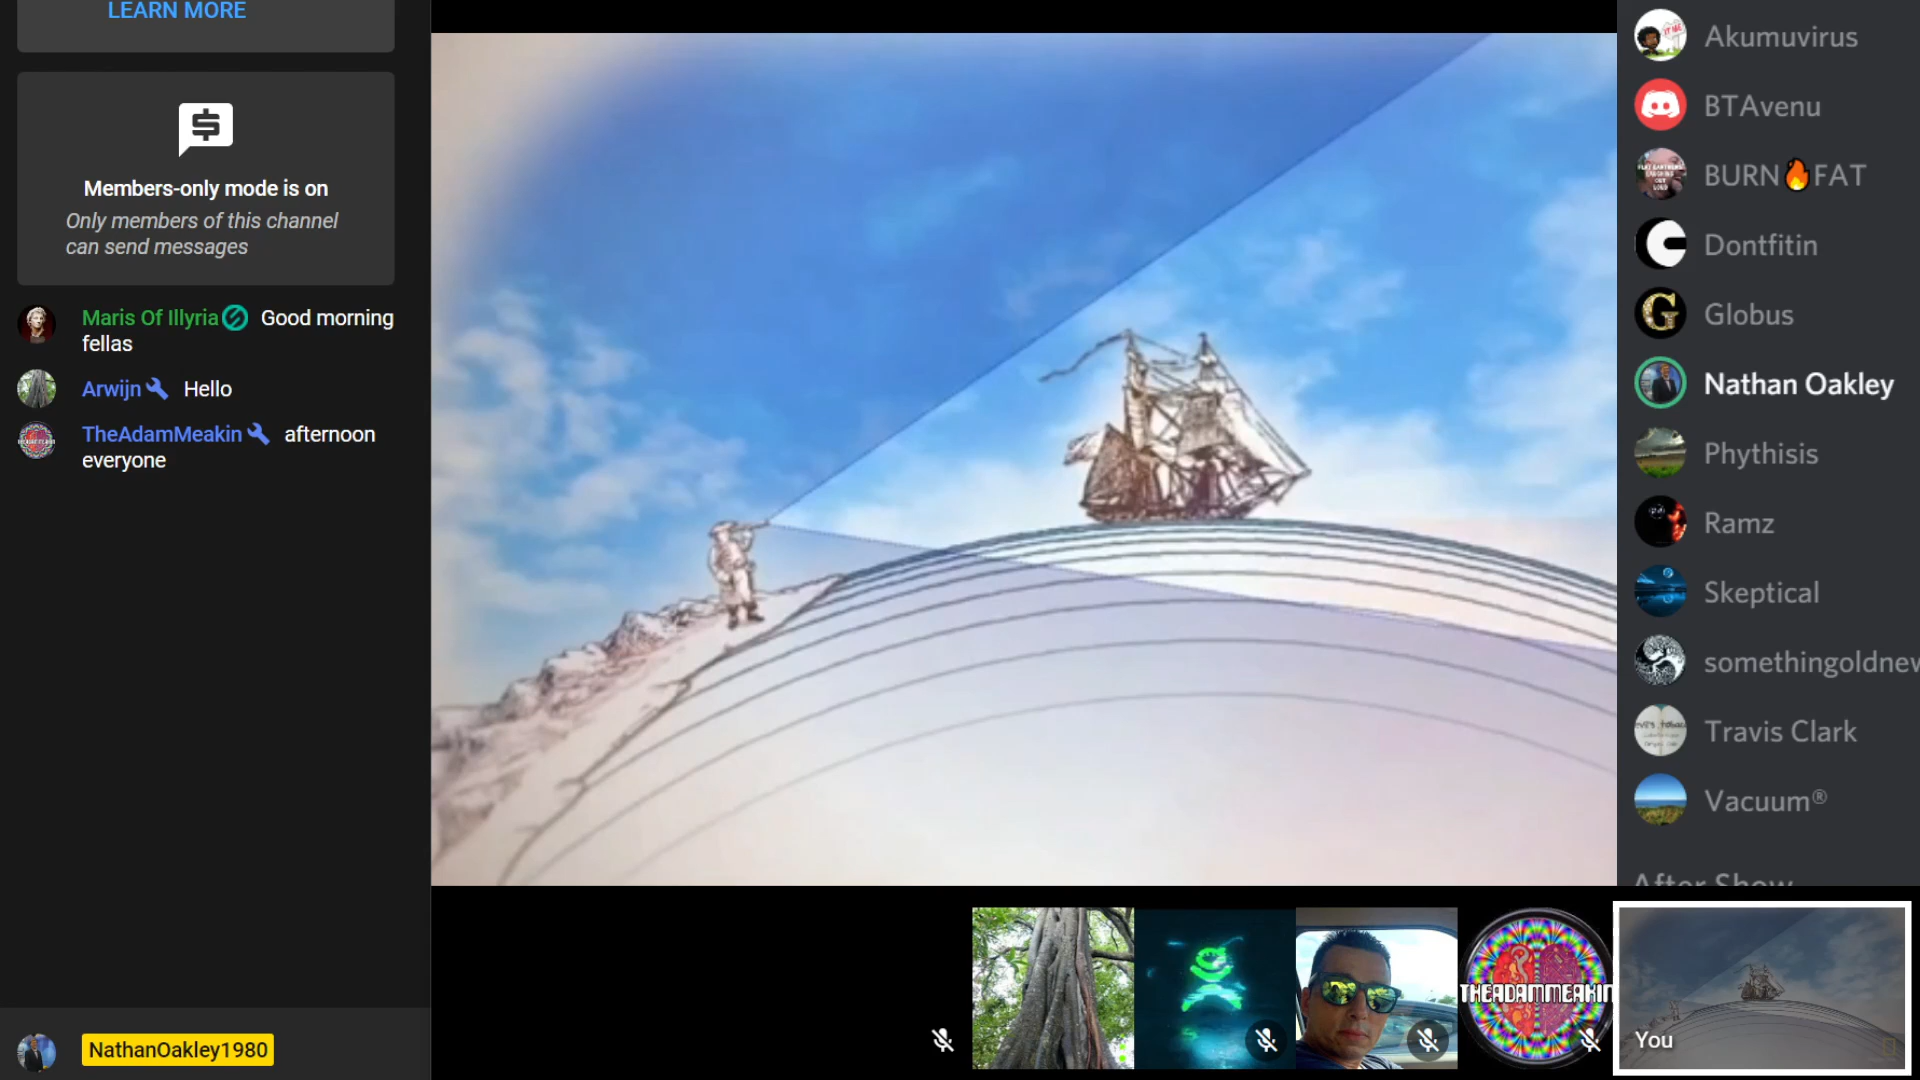 LEARN MORE
Members-only mode is on
Only members of this channel
can send messages
Maris Of Illyria Good morning
fellas
Arwijn Hello
TheAdamMeakin afternoon
everyone
NathanOakley1980
Akumuvirus
BTAvenu
BURN🔥FAT
Dontfitin
Globus
Nathan Oakley
Phythisis
Ramz
Skeptical
somethingoldnew
Travis Clark
Vacuum®
After Show
THEADAMMEAKIN
You